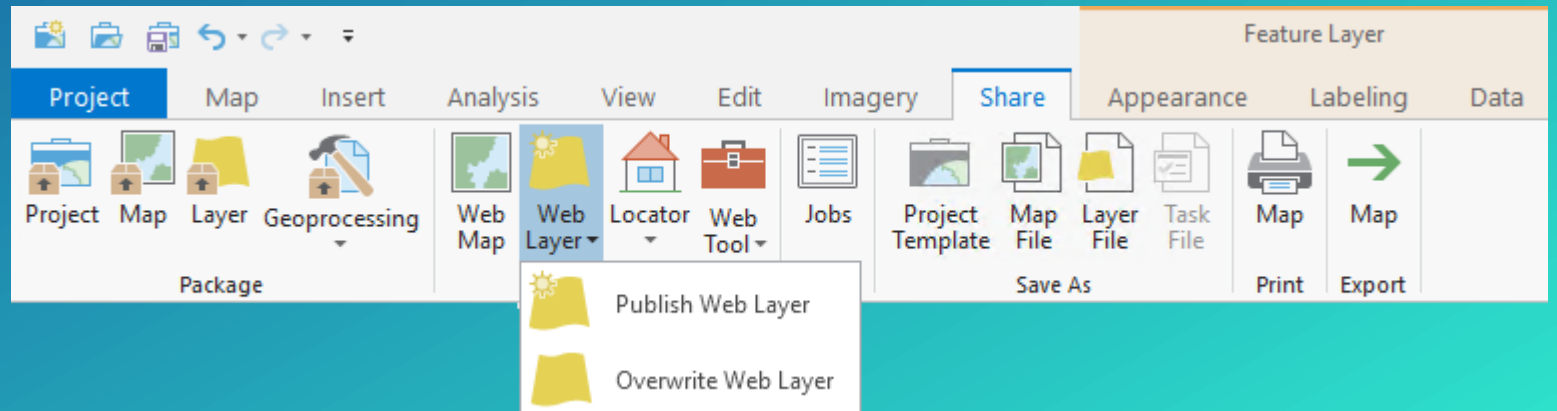 Feature Layer
Project Map Insert Analysis View Edit Imagery Share Appearance Labeling Data
Project Map Layer Geoprocessing Web Web Locator Web Jobs Project Map Layer Task Map Map
Map Layer Tool Template File File File
Package Save As Print Export
Publish Web Layer
Overwrite Web Layer